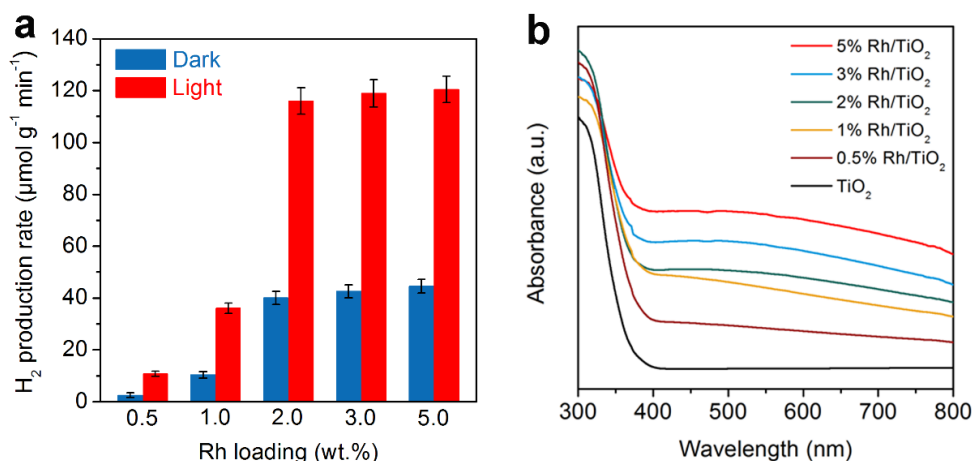 a
H₂ production rate (µmol g⁻¹ min⁻¹)
140
120
100
80
60
40
20
0
Dark
Light
0.5 1.0 2.0 3.0 5.0
Rh loading (wt.%)
b
Absorbance (a.u.)
5% Rh/TiO₂
3% Rh/TiO₂
2% Rh/TiO₂
1% Rh/TiO₂
0.5% Rh/TiO₂
TiO₂
300 400 500 600 700 800
Wavelength (nm)